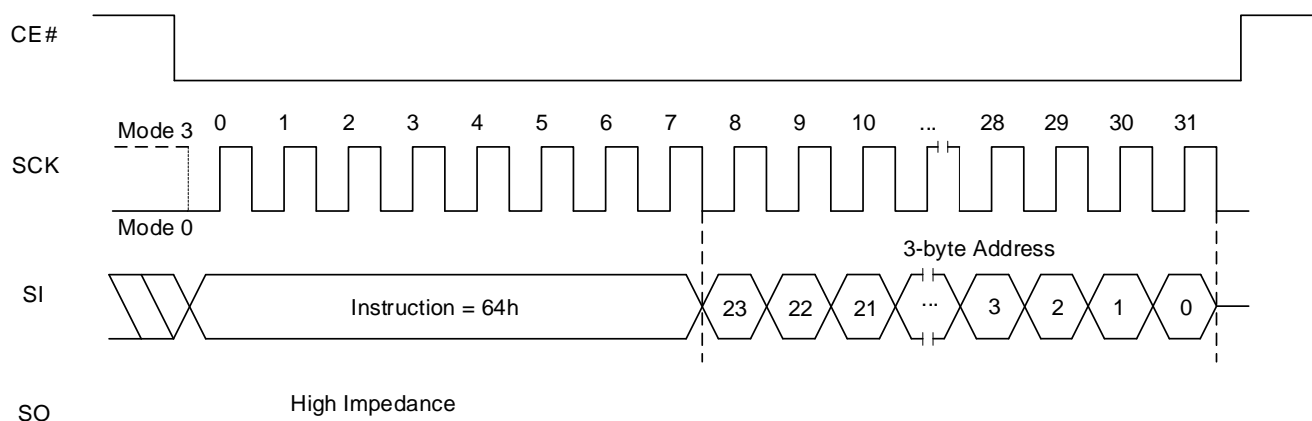 CE#
Mode 3 0 1 2 3 4 5 6 7 8 9 10 ... 28 29 30 31
SCK
Mode 0
3-byte Address
SI Instruction = 64h 23 22 21 ... 3 2 1 0
High Impedance
SO